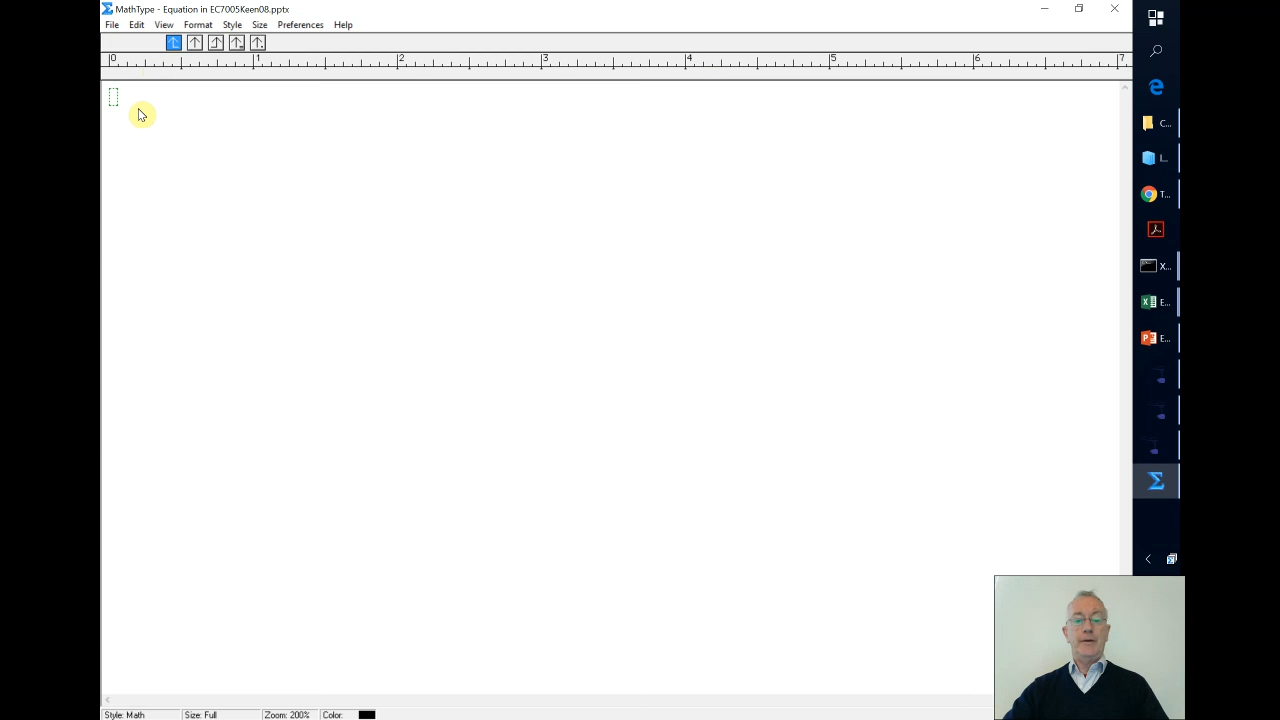 MathType - Equation in EC7005Keen08.pptx
File Edit View Format Style Size Preferences Help
0 1 2 3 4 5 6 7
C...
I...
T...
X...
E...
E...
Style: Math Size: Full Zoom: 200% Color: